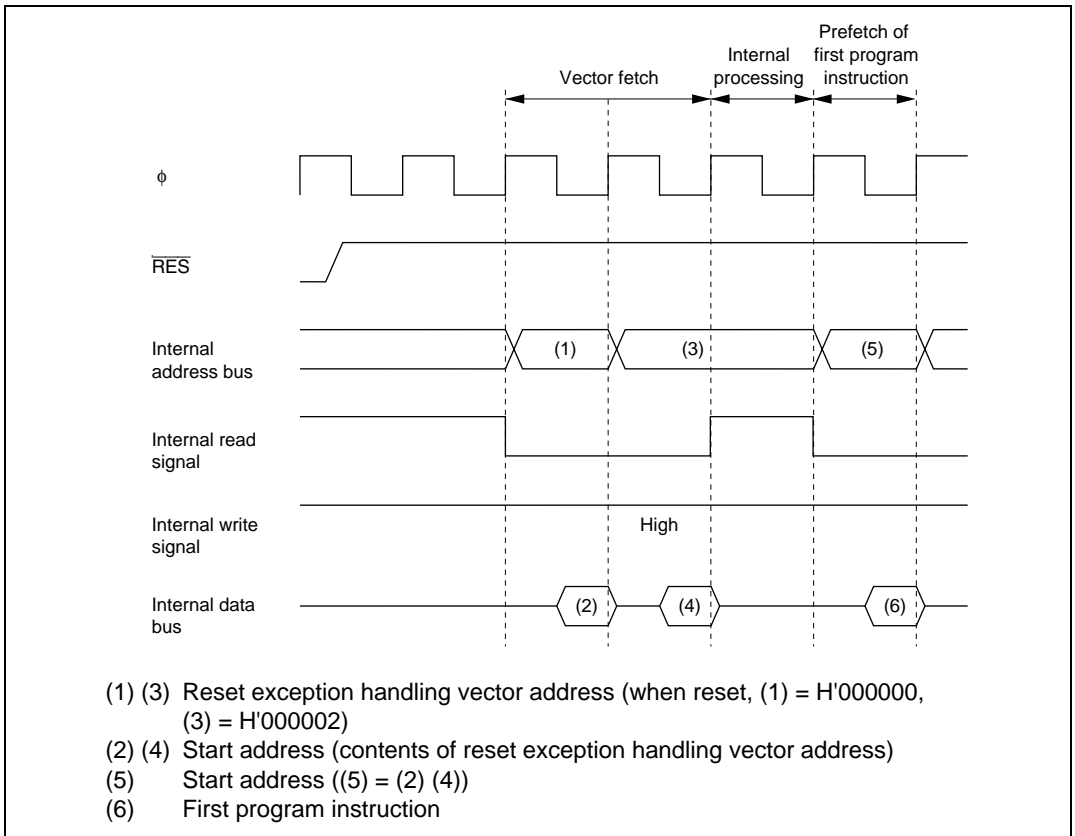 Prefetch of
first program
instruction
Internal
processing
Vector fetch
φ
RES
Internal
address bus
(1)
(3)
(5)
Internal read
signal
Internal write
signal
High
Internal data
bus
(2)
(4)
(6)
(1) (3) Reset exception handling vector address (when reset, (1) = H'000000,
(3) = H'000002)
(2) (4) Start address (contents of reset exception handling vector address)
(5) Start address ((5) = (2) (4))
(6) First program instruction